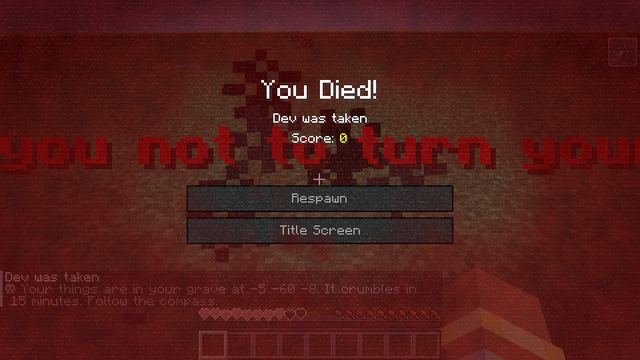 You Died!
Dev was taken
Score: 0
you not to turn you
Respawn
Title Screen
Dev was taken
☠ Your things are in your grave at -5 -60 -8. It crumbles in
15 minutes. Follow the compass.